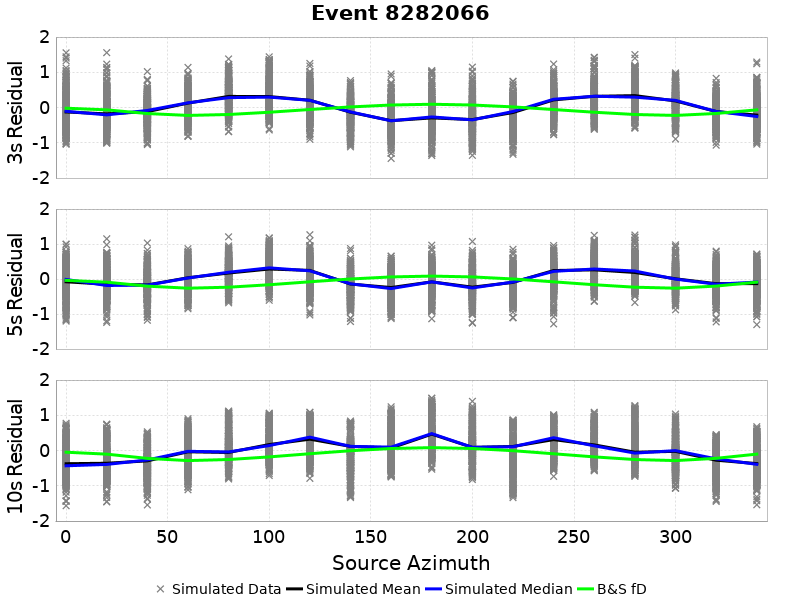 Event 8282066
3s Residual
2
1
0
-1
-2
5s Residual
2
1
0
-1
-2
10s Residual
2
1
0
-1
-2
0 50 100 150 200 250 300
Source Azimuth
Simulated Data Simulated Mean Simulated Median B&S fD